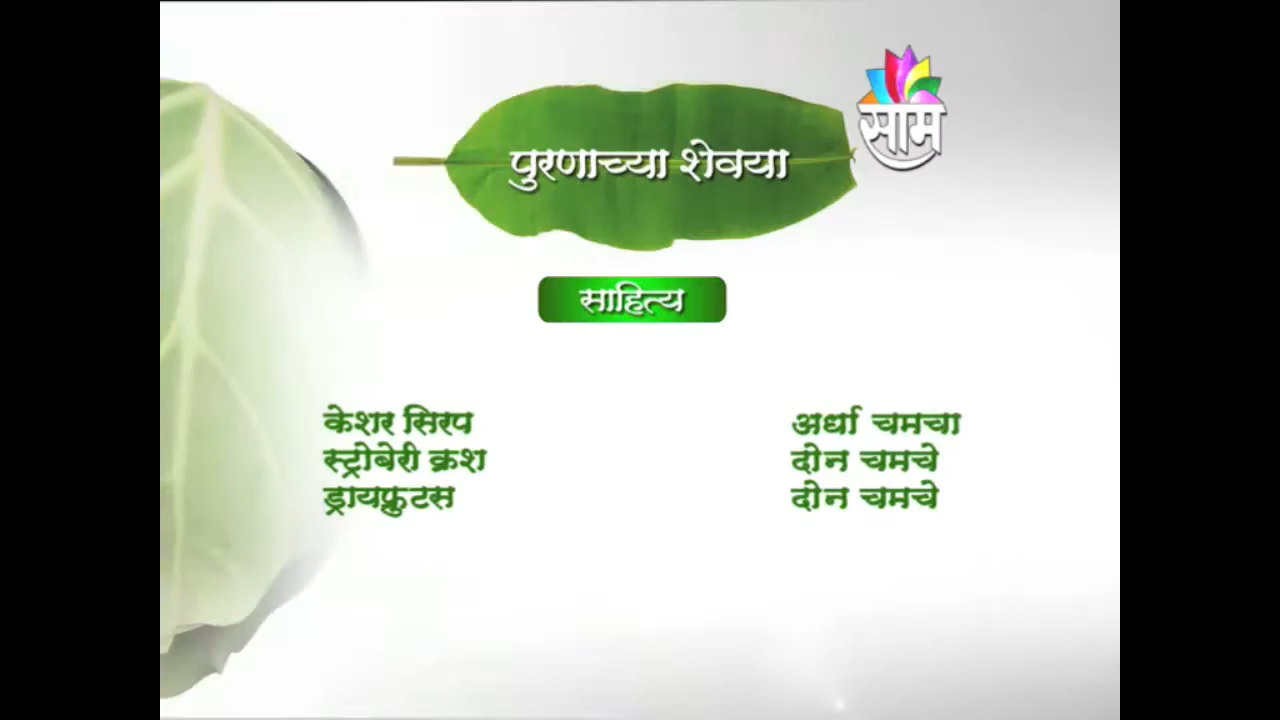 साम
पुरणाच्या शेवया
साहित्य
केशर सिरप अर्धा चमचा
स्ट्रोबेरी क्रश दोन चमचे
ड्रायफ्रुटस दोन चमचे